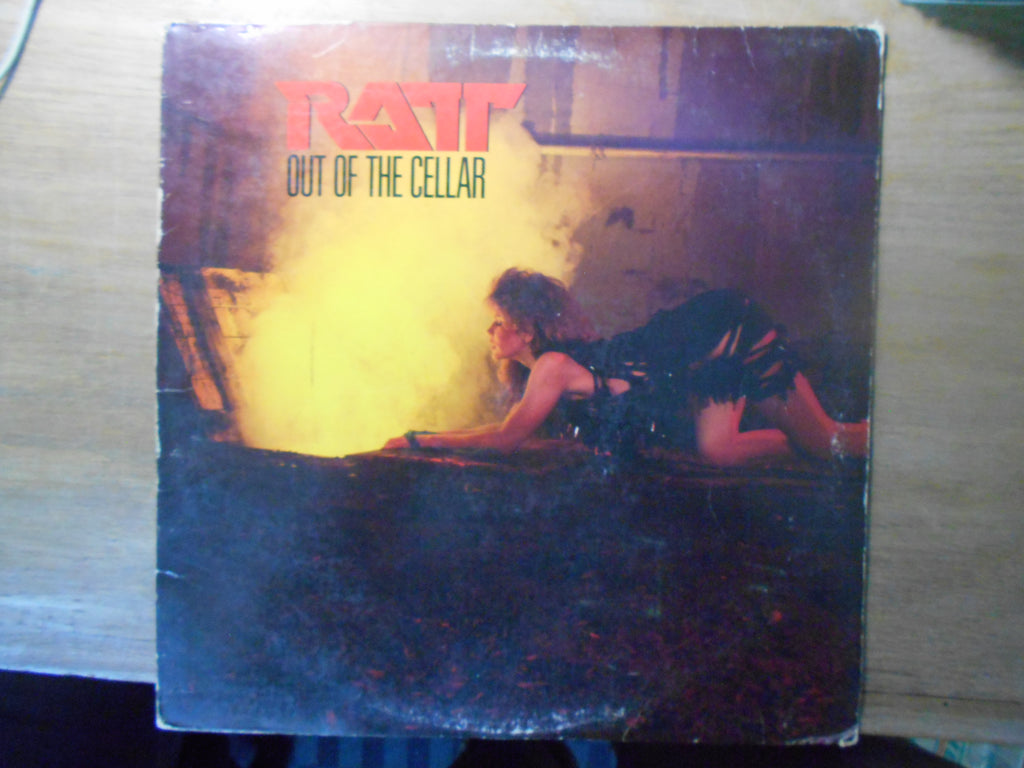 RATT
OUT OF THE CELLAR